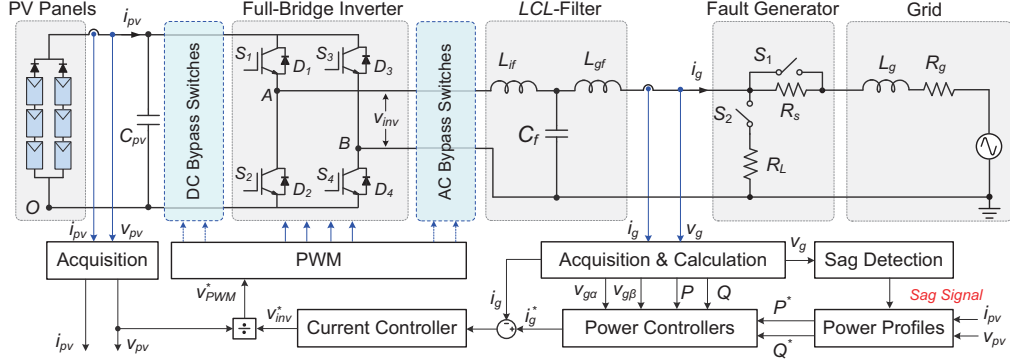 PV Panels
Full-Bridge Inverter
LCL-Filter
Fault Generator
Grid
i_pv
DC Bypass Switches
AC Bypass Switches
S_1
D_1
S_3
D_3
A
v_inv
B
S_2
D_2
S_4
D_4
C_pv
O
L_if
L_gf
C_f
i_g
S_1
R_s
S_2
R_L
L_g
R_g
i_pv
v_pv
i_g
v_g
Acquisition
PWM
Acquisition & Calculation
v_g
Sag Detection
v*_PWM
i_g
v_gα
v_gβ
P
Q
Sag Signal
÷
v*_inv
Current Controller
-
+
i_g^*
Power Controllers
P^*
Q^*
Power Profiles
i_pv
v_pv
i_pv
v_pv